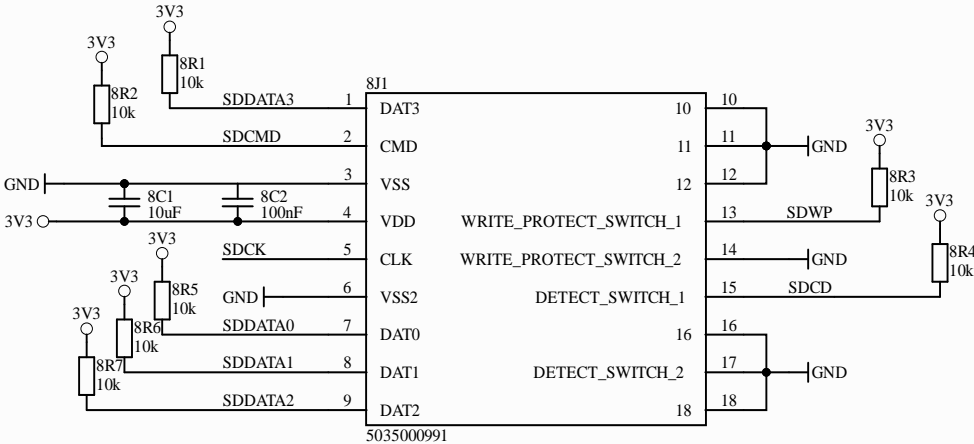 3V3
8R1
10k
3V3
8R2
10k
8J1
SDDATA3 1 DAT3 10 10
SDCMD 2 CMD 11 11 GND
3V3
GND 3 VSS 12 12
8R3
10k
8C1
10uF
8C2
100nF
3V3 4 VDD WRITE_PROTECT_SWITCH_1 13 SDWP
3V3
SDCK 5 CLK WRITE_PROTECT_SWITCH_2 14 GND
8R4
10k
3V3
8R5
10k
GND 6 VSS2 DETECT_SWITCH_1 15 SDCD
3V3
8R6
10k
SDDATA0 7 DAT0 16 16
3V3
8R7
10k
SDDATA1 8 DAT1 DETECT_SWITCH_2 17 GND
SDDATA2 9 DAT2 18 18
5035000991